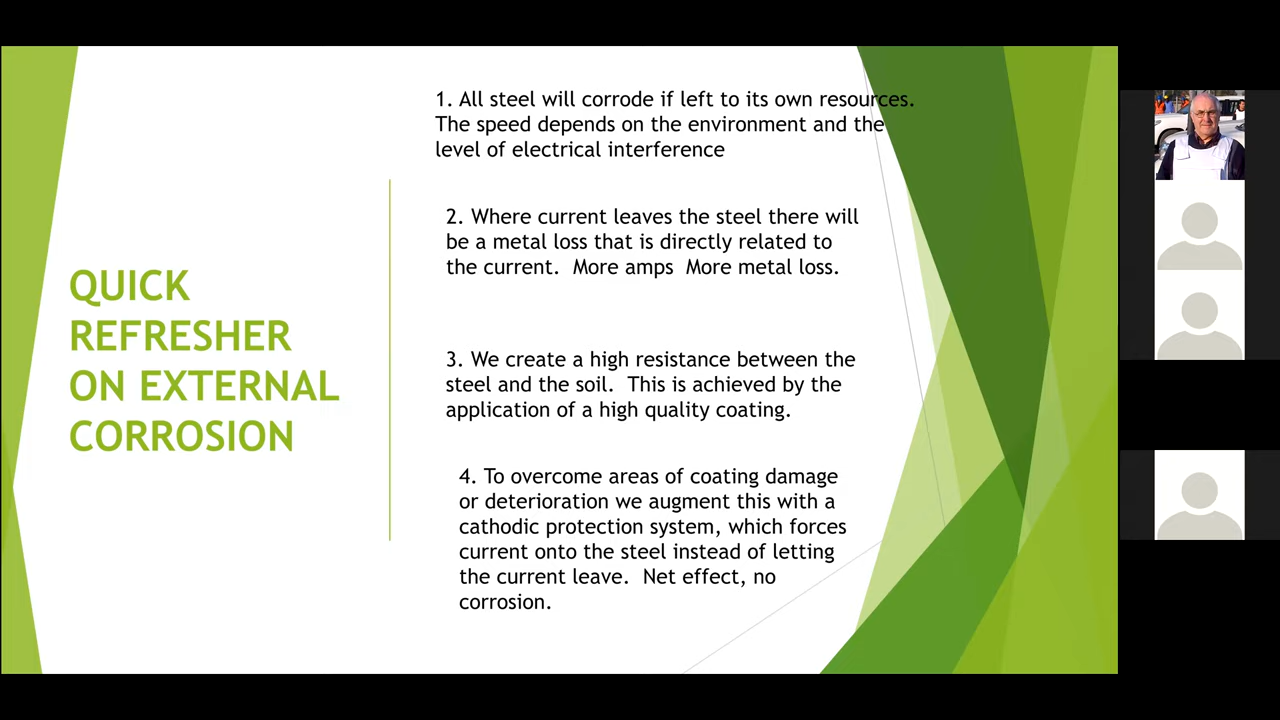 QUICK
REFRESHER
ON EXTERNAL
CORROSION
1. All steel will corrode if left to its own resources.
The speed depends on the environment and the
level of electrical interference
2. Where current leaves the steel there will
be a metal loss that is directly related to
the current.  More amps  More metal loss.
3. We create a high resistance between the
steel and the soil.  This is achieved by the
application of a high quality coating.
4. To overcome areas of coating damage
or deterioration we augment this with a
cathodic protection system, which forces
current onto the steel instead of letting
the current leave.  Net effect, no
corrosion.